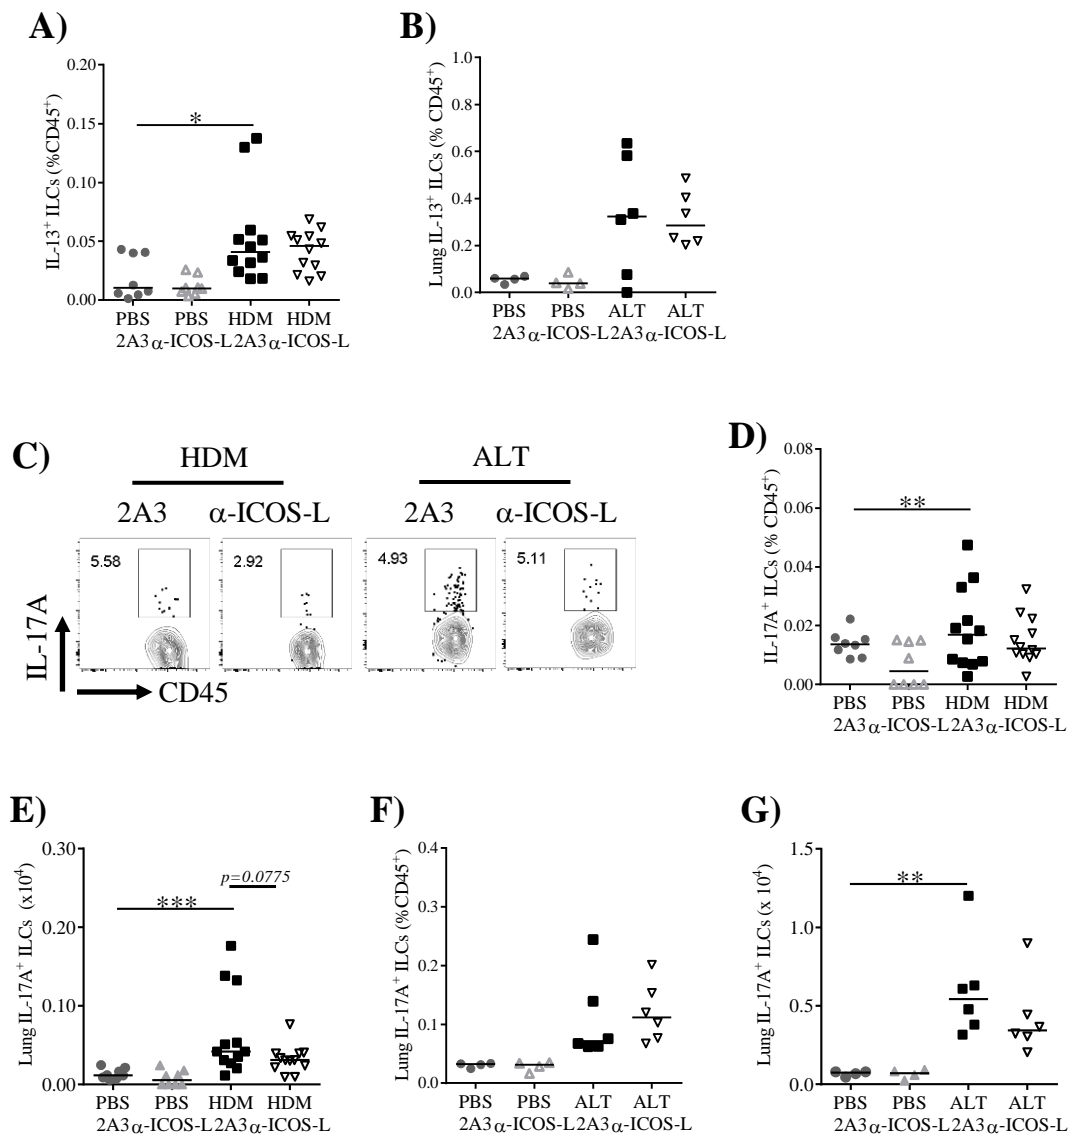 A)
IL-13+ ILCs (%CD45+)
0.20
0.15
0.10
0.05
0.00
*
PBS PBS HDM HDM
2A3 α-ICOS-L 2A3 α-ICOS-L
B)
Lung IL-13+ ILCs (% CD45+)
1.0
0.8
0.6
0.4
0.2
0.0
PBS PBS ALT ALT
2A3 α-ICOS-L 2A3 α-ICOS-L
C)
HDM ALT
2A3 α-ICOS-L 2A3 α-ICOS-L
5.58 2.92 4.93 5.11
IL-17A
CD45
D)
IL-17A+ ILCs (% CD45+)
0.08
0.06
0.04
0.02
0.00
**
PBS PBS HDM HDM
2A3 α-ICOS-L 2A3 α-ICOS-L
E)
Lung IL-17A+ ILCs (x10⁴)
0.30
0.20
0.10
0.00
***
p=0.0775
PBS PBS HDM HDM
2A3 α-ICOS-L 2A3 α-ICOS-L
F)
Lung IL-17A+ ILCs (%CD45+)
0.4
0.3
0.2
0.1
0.0
PBS PBS ALT ALT
2A3 α-ICOS-L 2A3 α-ICOS-L
G)
Lung IL-17A+ ILCs (x 10⁴)
1.5
1.0
0.5
0.0
**
PBS PBS ALT ALT
2A3 α-ICOS-L 2A3 α-ICOS-L